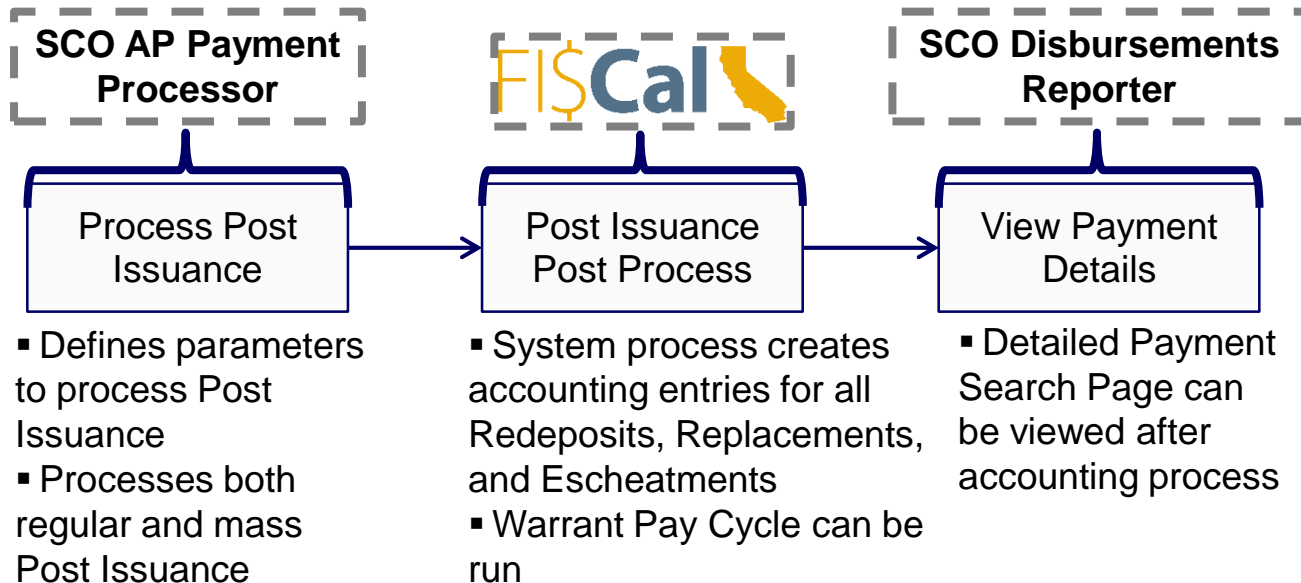 SCO AP Payment
Processor
FI$Cal
SCO Disbursements
Reporter
Process Post
Issuance
Post Issuance
Post Process
View Payment
Details
▪ Defines parameters
to process Post
Issuance
▪ Processes both
regular and mass
Post Issuance
▪ System process creates
accounting entries for all
Redeposits, Replacements,
and Escheatments
▪ Warrant Pay Cycle can be
run
▪ Detailed Payment
Search Page can
be viewed after
accounting process